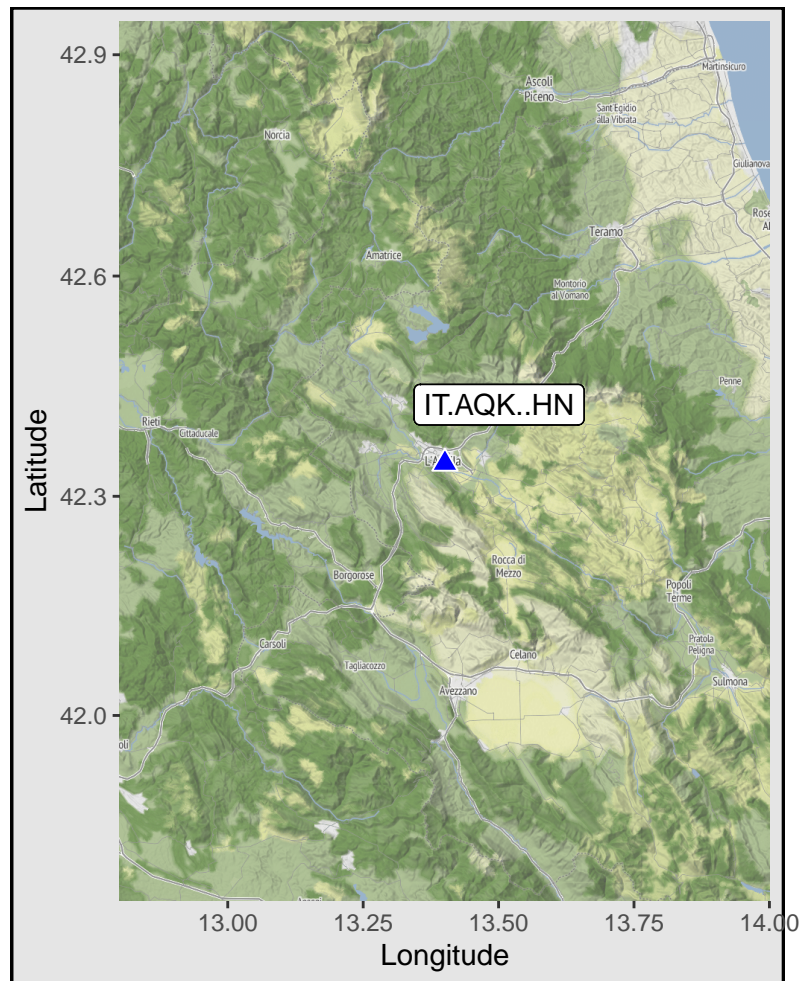 42.9
Martinsicuro
Ascoli
Piceno
Sant'Egidio
alla Vibrata
Norcia
Giulianova
Teramo
Amatrice
42.6
Montorio
al Vomano
Penne
IT.AQK..HN
Rieti
Cittaducale
Latitude
42.3
Rocca di
Mezzo
Borgorose
Popoli
Terme
Carsoli
Pratola
Peligna
Celano
Tagliacozzo
Sulmona
Avezzano
42.0
13.00
13.25
13.50
13.75
14.00
Longitude